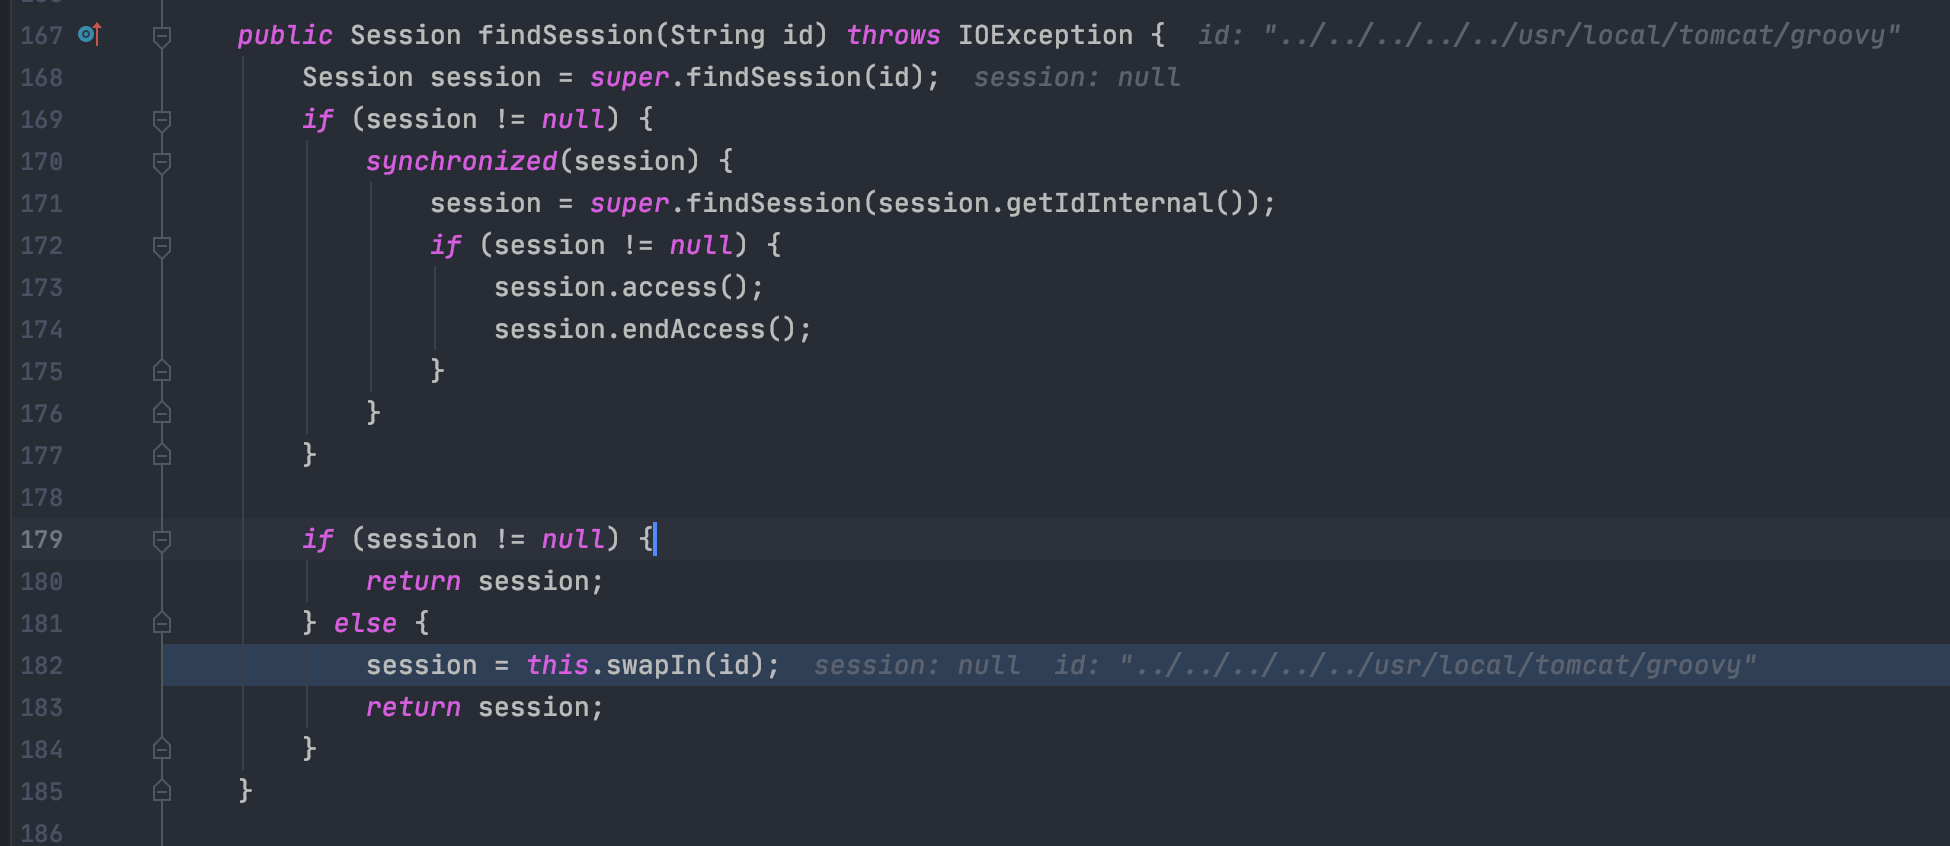 167 public Session findSession(String id) throws IOException { id: "../../../../../usr/local/tomcat/groovy"
168 Session session = super.findSession(id); session: null
169 if (session != null) {
170 synchronized(session) {
171 session = super.findSession(session.getIdInternal());
172 if (session != null) {
173 session.access();
174 session.endAccess();
175 }
176 }
177 }
178
179 if (session != null) {
180 return session;
181 } else {
182 session = this.swapIn(id); session: null id: "../../../../../usr/local/tomcat/groovy"
183 return session;
184 }
185 }
186